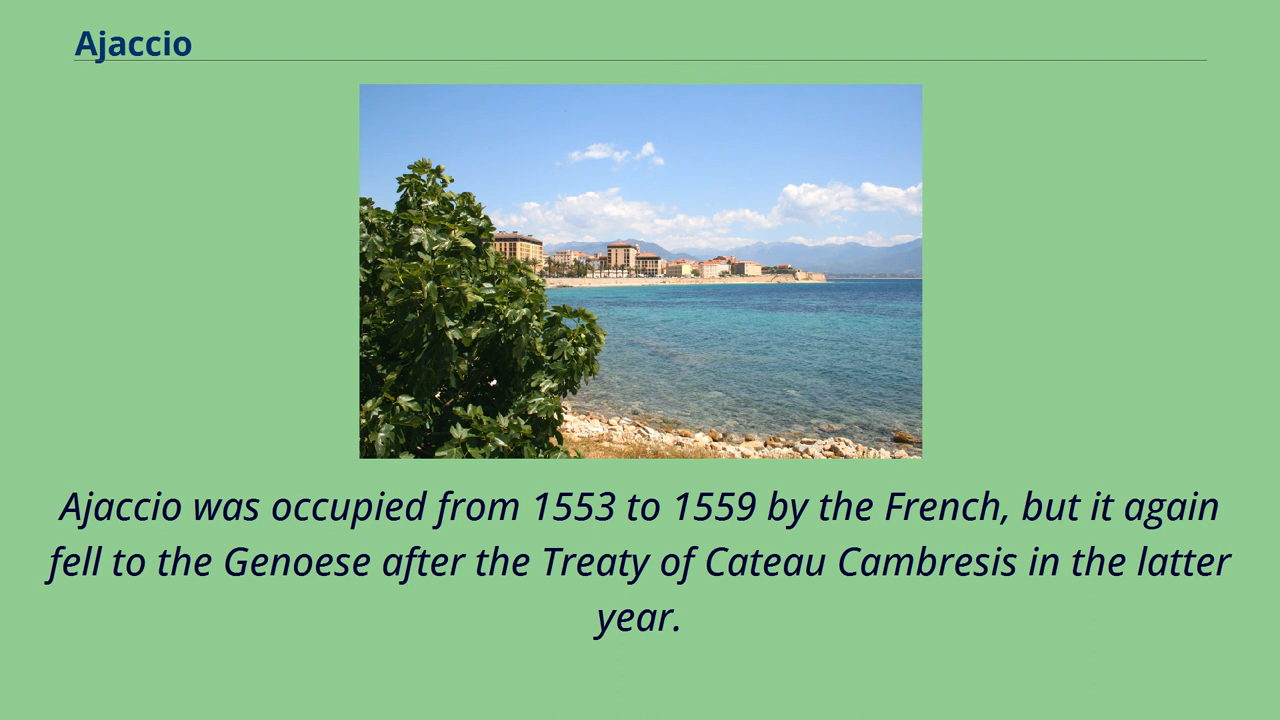 Ajaccio
Ajaccio was occupied from 1553 to 1559 by the French, but it again
fell to the Genoese after the Treaty of Cateau Cambresis in the latter
year.